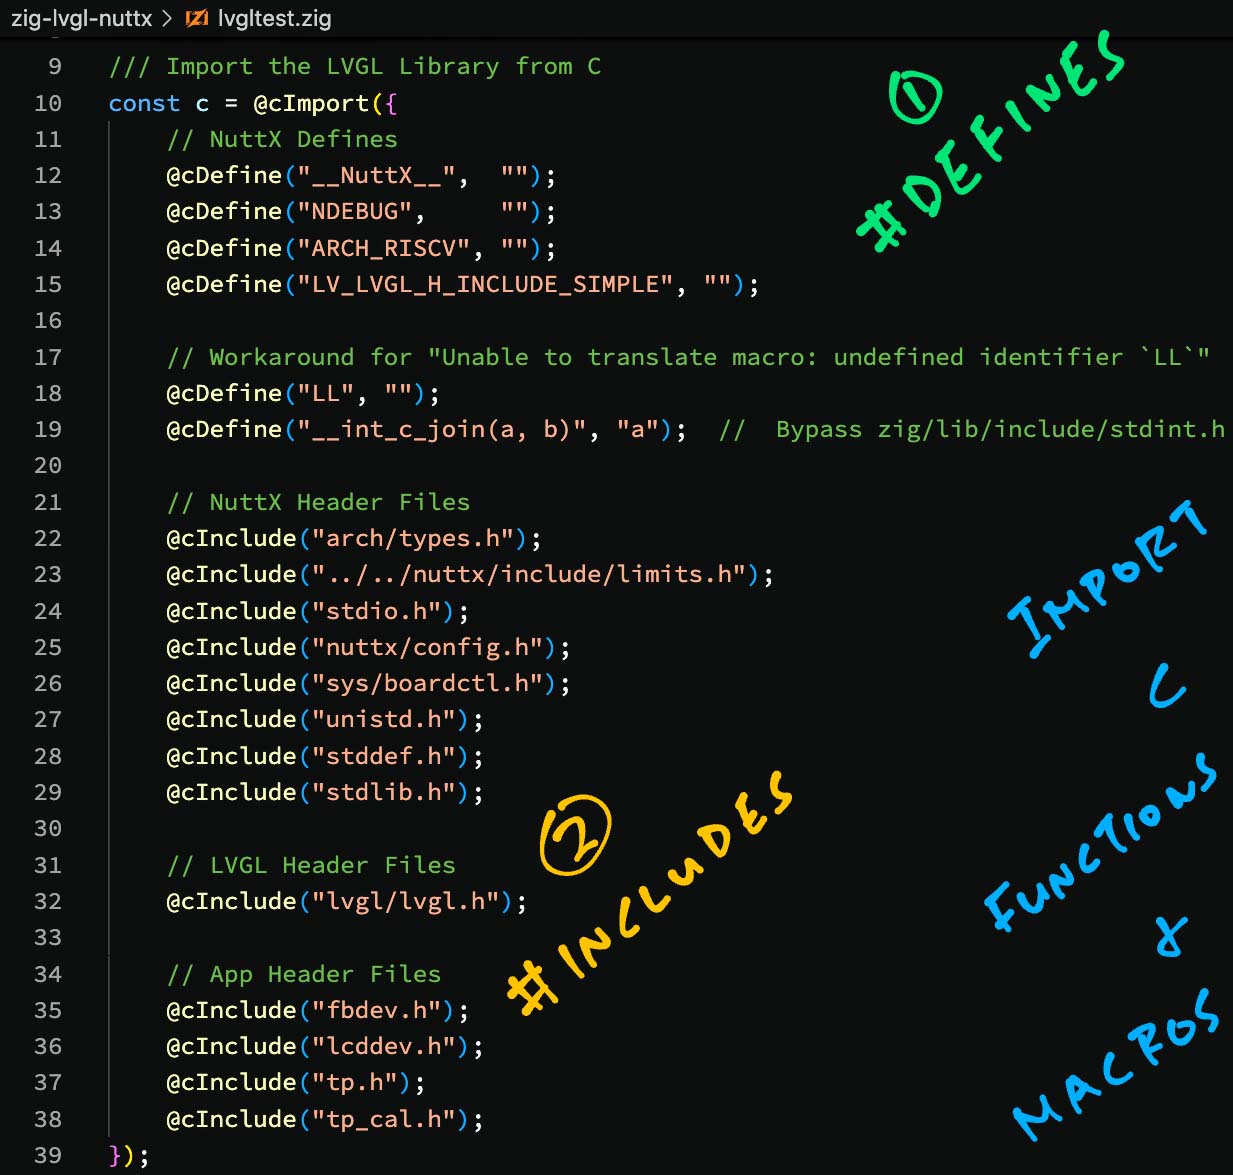 zig-lvgl-nuttx > lvgltest.zig
9 /// Import the LVGL Library from C
10 const c = @cImport({
11 // NuttX Defines
12 @cDefine("__NuttX__",  "");
13 @cDefine("NDEBUG",     "");
14 @cDefine("ARCH_RISCV", "");
15 @cDefine("LV_LVGL_H_INCLUDE_SIMPLE", "");
16
17 // Workaround for "Unable to translate macro: undefined identifier `LL`"
18 @cDefine("LL", "");
19 @cDefine("__int_c_join(a, b)", "a");  //  Bypass zig/lib/include/stdint.h
20
21 // NuttX Header Files
22 @cInclude("arch/types.h");
23 @cInclude("../../nuttx/include/limits.h");
24 @cInclude("stdio.h");
25 @cInclude("nuttx/config.h");
26 @cInclude("sys/boardctl.h");
27 @cInclude("unistd.h");
28 @cInclude("stddef.h");
29 @cInclude("stdlib.h");
30
31 // LVGL Header Files
32 @cInclude("lvgl/lvgl.h");
33
34 // App Header Files
35 @cInclude("fbdev.h");
36 @cInclude("lcddev.h");
37 @cInclude("tp.h");
38 @cInclude("tp_cal.h");
39 });
1
#DEFINES
2
#INCLUDES
IMPORT
C
FUNCTIONS
&
MACROS